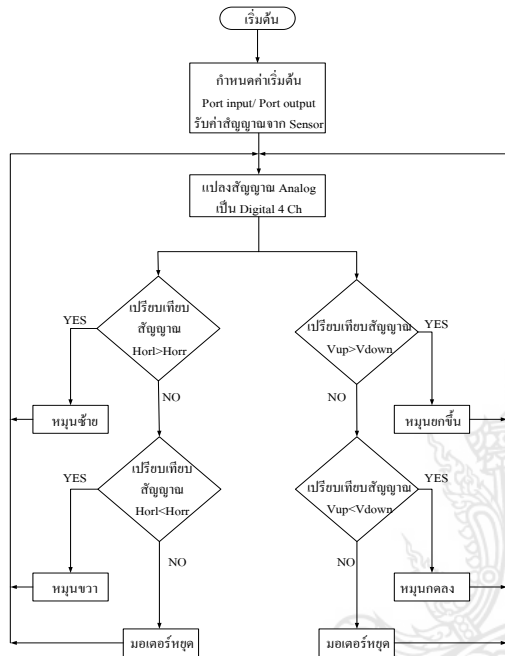 เริ่มต้น
กำหนดค่าเริ่มต้น
Port input/ Port output
รับค่าสัญญาณจาก Sensor
แปลงสัญญาณ Analog
เป็น Digital 4 Ch
เปรียบเทียบ
สัญญาณ
Horl>Horr
YES
NO
หมุนซ้าย
เปรียบเทียบสัญญาณ
Vup>Vdown
YES
NO
หมุนยกขึ้น
เปรียบเทียบ
สัญญาณ
Horl<Horr
YES
NO
หมุนขวา
มอเตอร์หยุด
เปรียบเทียบสัญญาณ
Vup<Vdown
YES
NO
หมุนกดลง
มอเตอร์หยุด